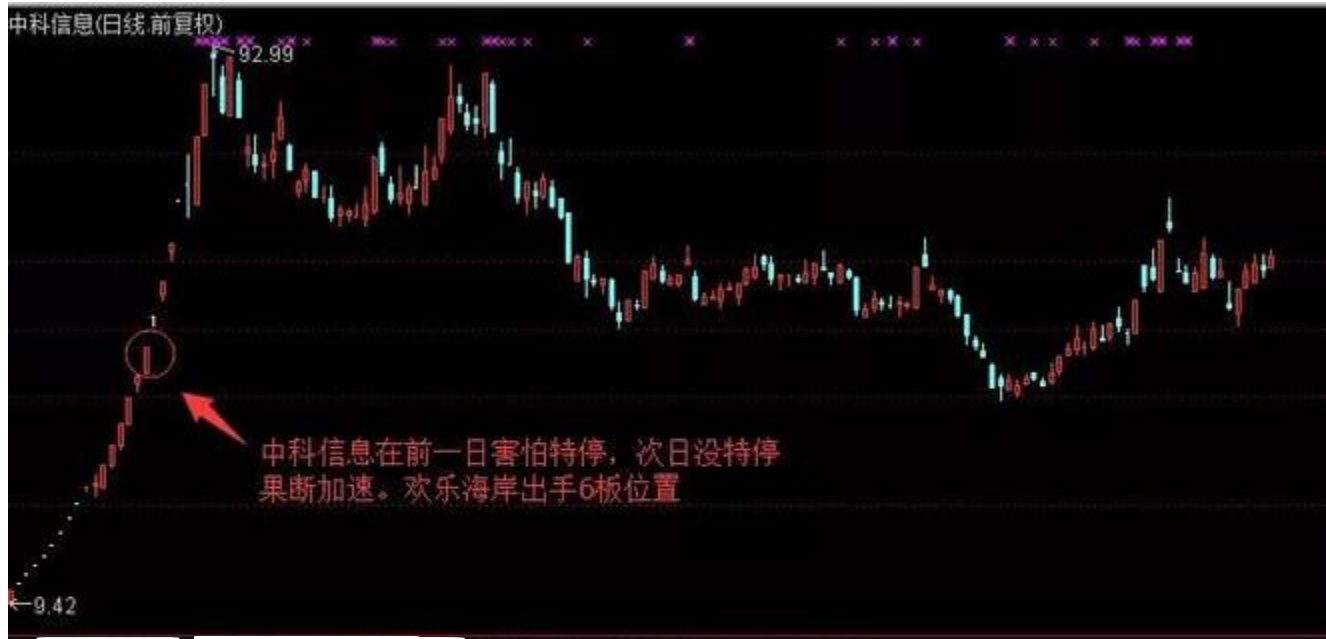 中科信息(日线.前复权)
92.99
中科信息在前一日害怕特停，次日没特停
果断加速。欢乐海岸出手6板位置
9.42